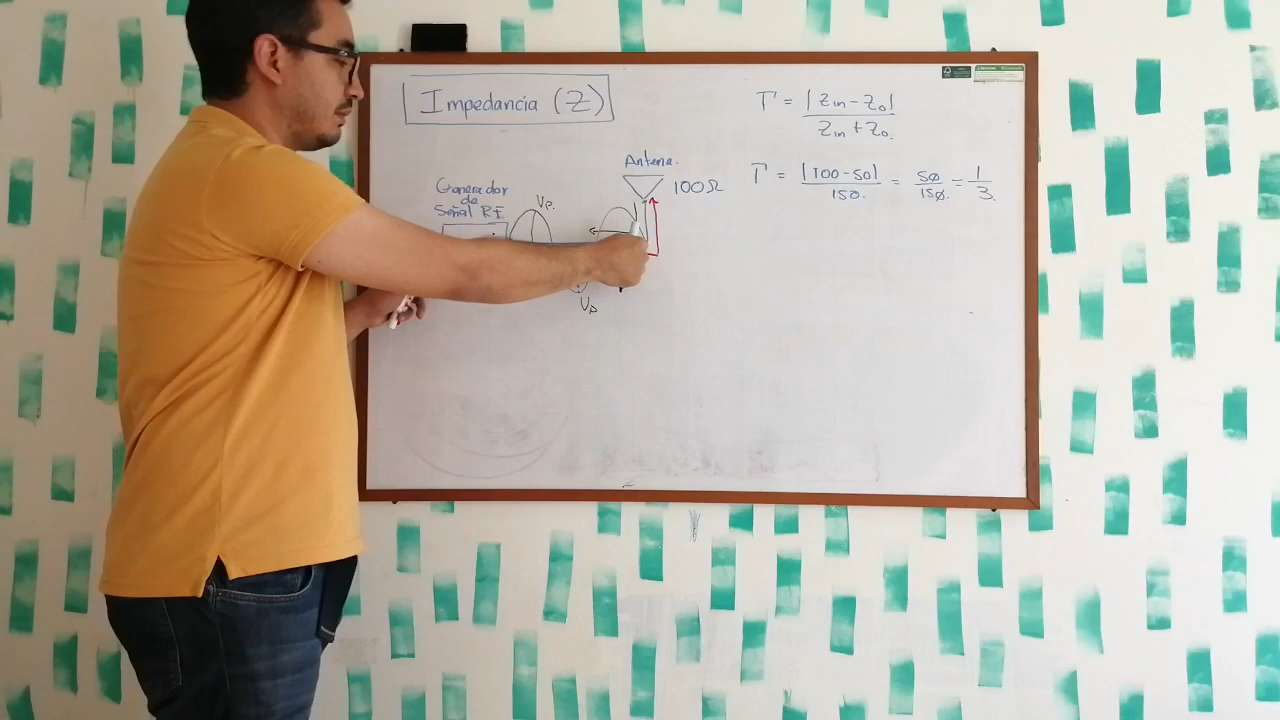 Impedancia (Z)
Γ = |Zin - Zo|
Zin + Zo.
Γ = |100 - 50| = 50 = 1
150. 150. 3.
Antena.
100Ω
Generador
de
Señal RF
Vp.
Vp